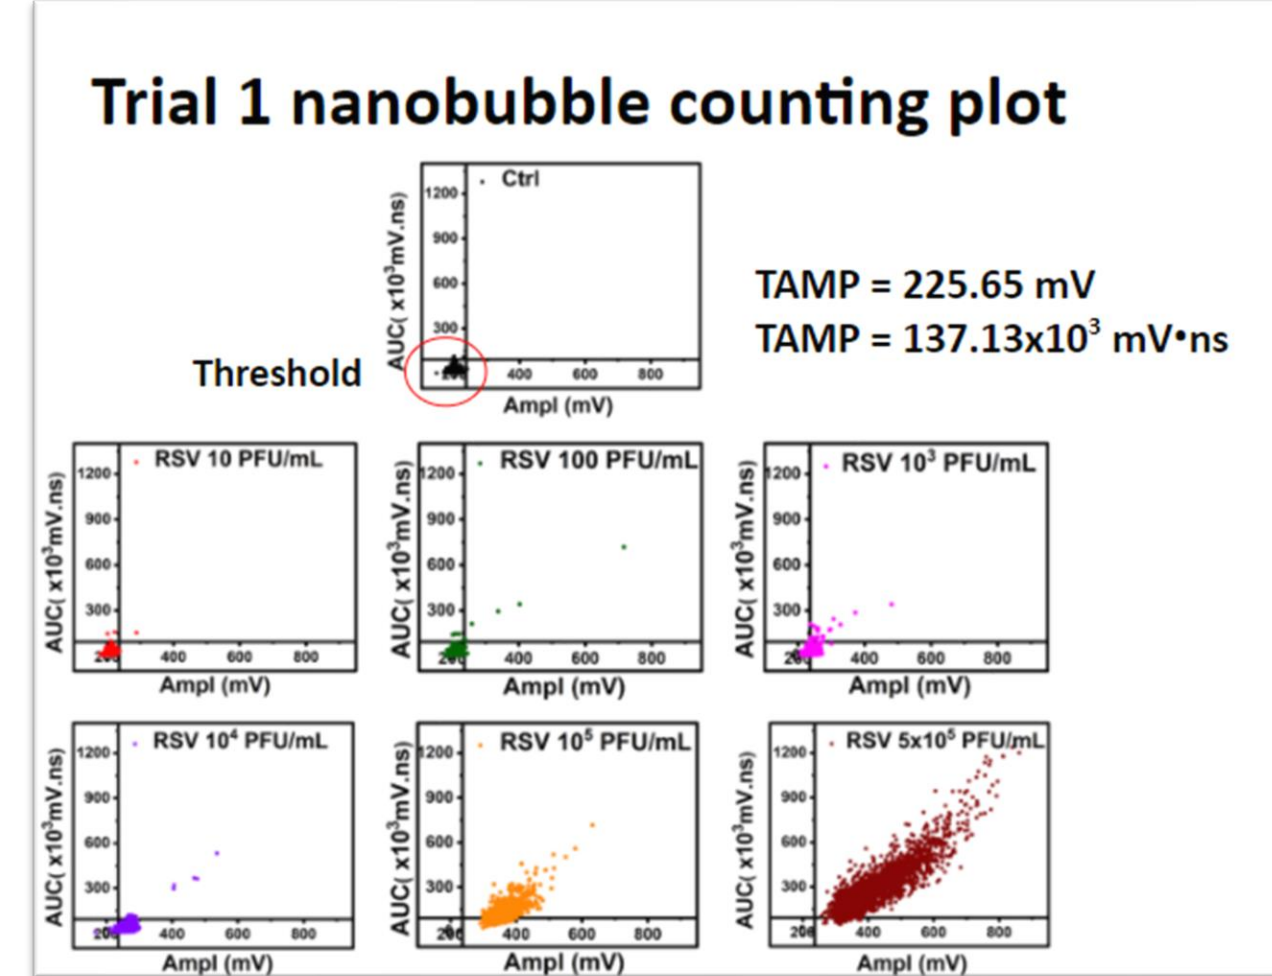 Trial 1 nanobubble counting plot
Ctrl
1200
900
600
300
AUC( x10³mV.ns)
400 600 800
Ampl (mV)
Threshold
TAMP = 225.65 mV
TAMP = 137.13x10³ mV•ns
RSV 10 PFU/mL
1200
900
600
300
AUC( x10³mV.ns)
200 400 600 800
Ampl (mV)
RSV 100 PFU/mL
1200
900
600
300
AUC( x10³mV.ns)
200 400 600 800
Ampl (mV)
RSV 10³ PFU/mL
1200
900
600
300
AUC( x10³mV.ns)
200 400 600 800
Ampl (mV)
RSV 10⁴ PFU/mL
1200
900
600
300
AUC( x10³mV.ns)
200 400 600 800
Ampl (mV)
RSV 10⁵ PFU/mL
1200
900
600
300
AUC( x10³mV.ns)
200 400 600 800
Ampl (mV)
RSV 5x10⁵ PFU/mL
1200
900
600
300
AUC( x10³mV.ns)
200 400 600 800
Ampl (mV)